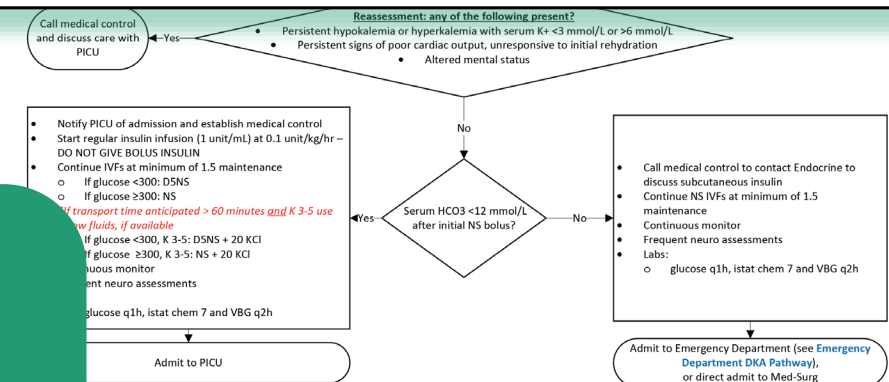 Reassessment: any of the following present?
• Persistent hypokalemia or hyperkalemia with serum K+ <3 mmol/L or >6 mmol/L
• Persistent signs of poor cardiac output, unresponsive to initial rehydration
• Altered mental status
Yes
Call medical control
and discuss care with
PICU
No
Serum HCO3 <12 mmol/L
after initial NS bolus?
Yes
• Notify PICU of admission and establish medical control
• Start regular insulin infusion (1 unit/mL) at 0.1 unit/kg/hr –
DO NOT GIVE BOLUS INSULIN
• Continue IVFs at minimum of 1.5 maintenance
o If glucose <300: D5NS
o If glucose ≥300: NS
If transport time anticipated > 60 minutes and K 3-5 use
fluids, if available
If glucose <300, K 3-5: D5NS + 20 KCl
If glucose ≥300, K 3-5: NS + 20 KCl
monitor
neuro assessments
glucose q1h, istat chem 7 and VBG q2h
Admit to PICU
No
• Call medical control to contact Endocrine to
discuss subcutaneous insulin
• Continue NS IVFs at minimum of 1.5
maintenance
• Continuous monitor
• Frequent neuro assessments
• Labs:
o glucose q1h, istat chem 7 and VBG q2h
Admit to Emergency Department (see Emergency
Department DKA Pathway),
or direct admit to Med-Surg